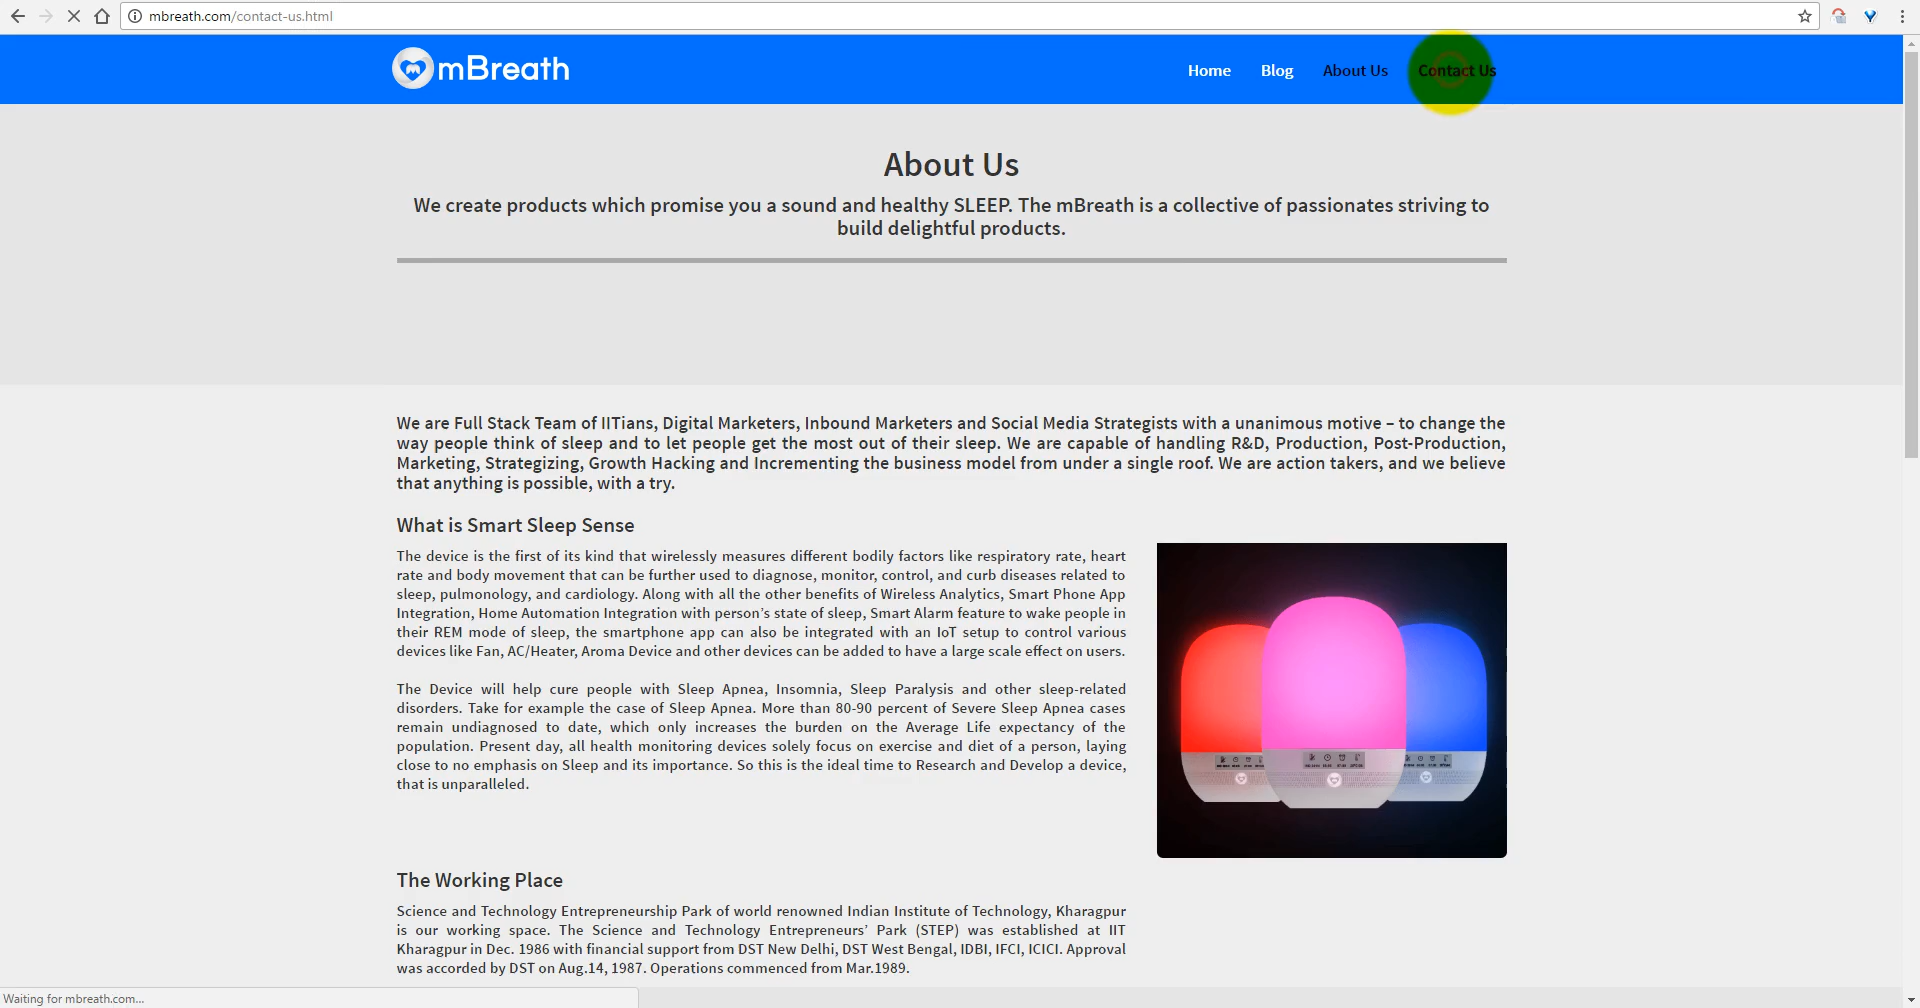 mbreath.com/contact-us.html
mBreath
Home Blog About Us Contact Us
About Us
We create products which promise you a sound and healthy SLEEP. The mBreath is a collective of passionates striving to
build delightful products.
We are Full Stack Team of IITians, Digital Marketers, Inbound Marketers and Social Media Strategists with a unanimous motive – to change the
way people think of sleep and to let people get the most out of their sleep. We are capable of handling R&D, Production, Post-Production,
Marketing, Strategizing, Growth Hacking and Incrementing the business model from under a single roof. We are action takers, and we believe
that anything is possible, with a try.
What is Smart Sleep Sense
The device is the first of its kind that wirelessly measures different bodily factors like respiratory rate, heart
rate and body movement that can be further used to diagnose, monitor, control, and curb diseases related to
sleep, pulmonology, and cardiology. Along with all the other benefits of Wireless Analytics, Smart Phone App
Integration, Home Automation Integration with person’s state of sleep, Smart Alarm feature to wake people in
their REM mode of sleep, the smartphone app can also be integrated with an IoT setup to control various
devices like Fan, AC/Heater, Aroma Device and other devices can be added to have a large scale effect on users.
The Device will help cure people with Sleep Apnea, Insomnia, Sleep Paralysis and other sleep-related
disorders. Take for example the case of Sleep Apnea. More than 80-90 percent of Severe Sleep Apnea cases
remain undiagnosed to date, which only increases the burden on the Average Life expectancy of the
population. Present day, all health monitoring devices solely focus on exercise and diet of a person, laying
close to no emphasis on Sleep and its importance. So this is the ideal time to Research and Develop a device,
that is unparalleled.
The Working Place
Science and Technology Entrepreneurship Park of world renowned Indian Institute of Technology, Kharagpur
is our working space. The Science and Technology Entrepreneurs’ Park (STEP) was established at IIT
Kharagpur in Dec. 1986 with financial support from DST New Delhi, DST West Bengal, IDBI, IFCI, ICICI. Approval
was accorded by DST on Aug.14, 1987. Operations commenced from Mar.1989.
Waiting for mbreath.com...